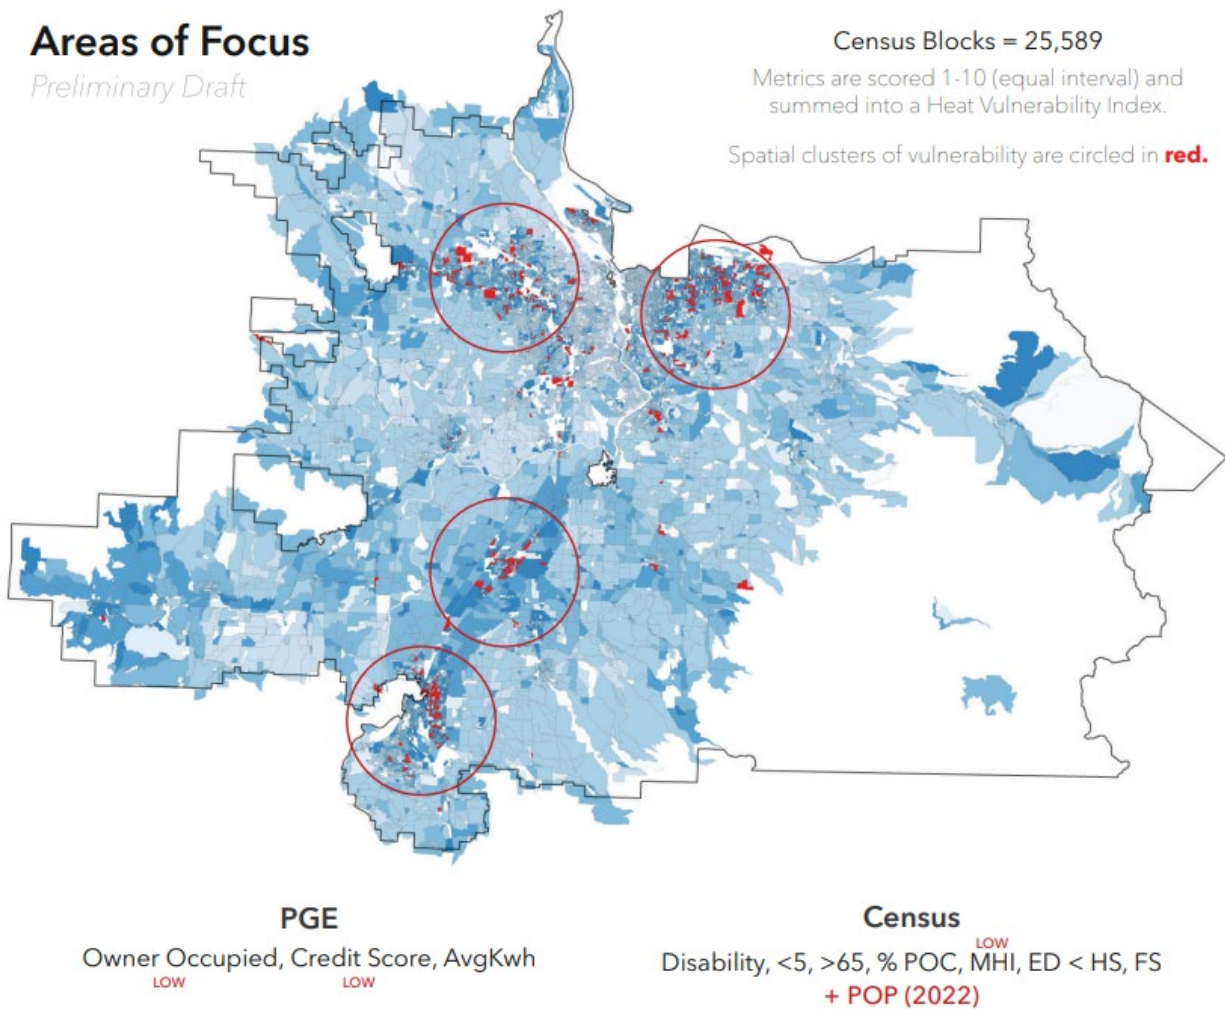 Areas of Focus
Preliminary Draft
Census Blocks = 25,589
Metrics are scored 1-10 (equal interval) and
summed into a Heat Vulnerability Index.
Spatial clusters of vulnerability are circled in red.
PGE
Owner Occupied, Credit Score, AvgKwh
LOW LOW
Census
LOW
Disability, <5, >65, % POC, MHI, ED < HS, FS
+ POP (2022)